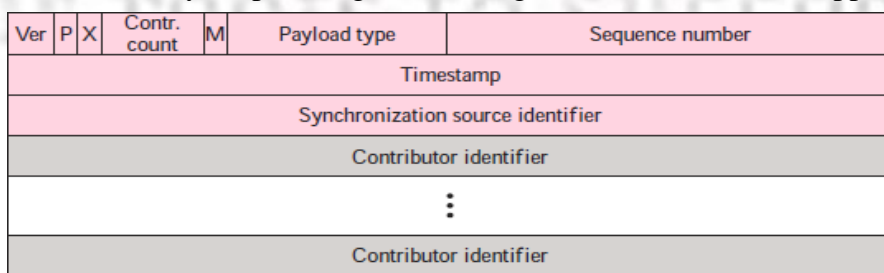 Ver P X Contr. count M Payload type Sequence number
Timestamp
Synchronization source identifier
Contributor identifier
Contributor identifier